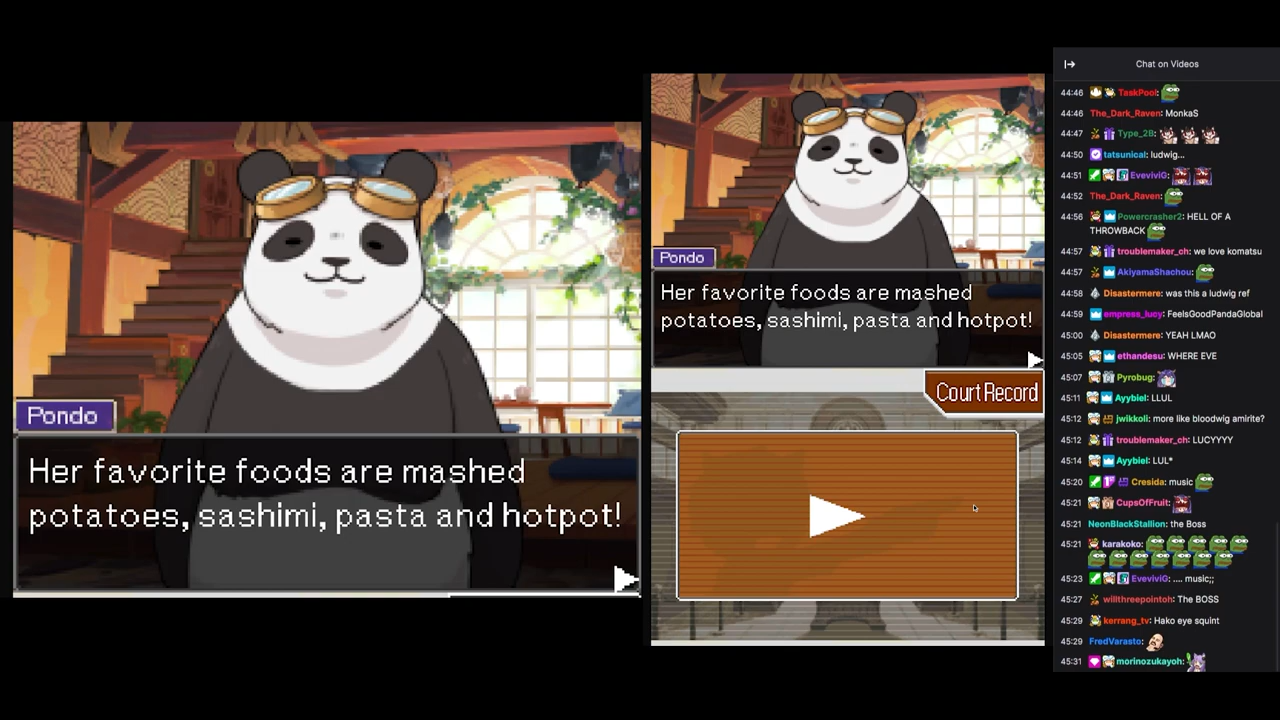 Pondo
Her favorite foods are mashed
potatoes, sashimi, pasta and hotpot!
Pondo
Her favorite foods are mashed
potatoes, sashimi, pasta and hotpot!
Court Record
Chat on Videos
44:46 TaskPool:
44:46 The_Dark_Raven: MonkaS
44:47 Type_2B:
44:50 tatsunical: ludwig...
44:51 EveviviG:
44:52 The_Dark_Raven:
44:56 Powercrasher2: HELL OF A
THROWBACK
44:57 troublemaker_ch: we love komatsu
44:57 AkiyamaShachou:
44:58 Disastermere: was this a ludwig ref
44:59 empress_lucy: FeelsGoodPandaGlobal
45:00 Disastermere: YEAH LMAO
45:05 ethandesu: WHERE EVE
45:07 Pyrobug:
45:11 Ayybiel: LLUL
45:12 jwikkoli: more like bloodwig amirite?
45:12 troublemaker_ch: LUCYYYY
45:14 Ayybiel: LUL*
45:20 Cresida: music
45:21 CupsOfFruit:
45:21 NeonBlackStallion: the Boss
45:21 karakoko:
45:23 EveviviG: .... music;;
45:27 willthreepointoh: The BOSS
45:29 kerrang_tv: Hako eye squint
45:29 FredVarasto:
45:31 morinozukayoh: